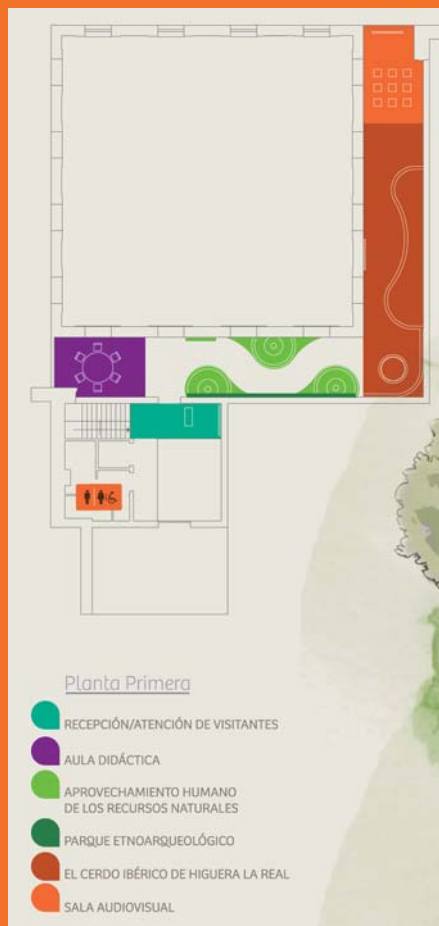 Planta Primera
RECEPCIÓN/ATENCIÓN DE VISITANTES
AULA DIDÁCTICA
APROVECHAMIENTO HUMANO
DE LOS RECURSOS NATURALES
PARQUE ETNOARQUEOLÓGICO
EL CERDO IBÉRICO DE HIGUERA LA REAL
SALA AUDIOVISUAL